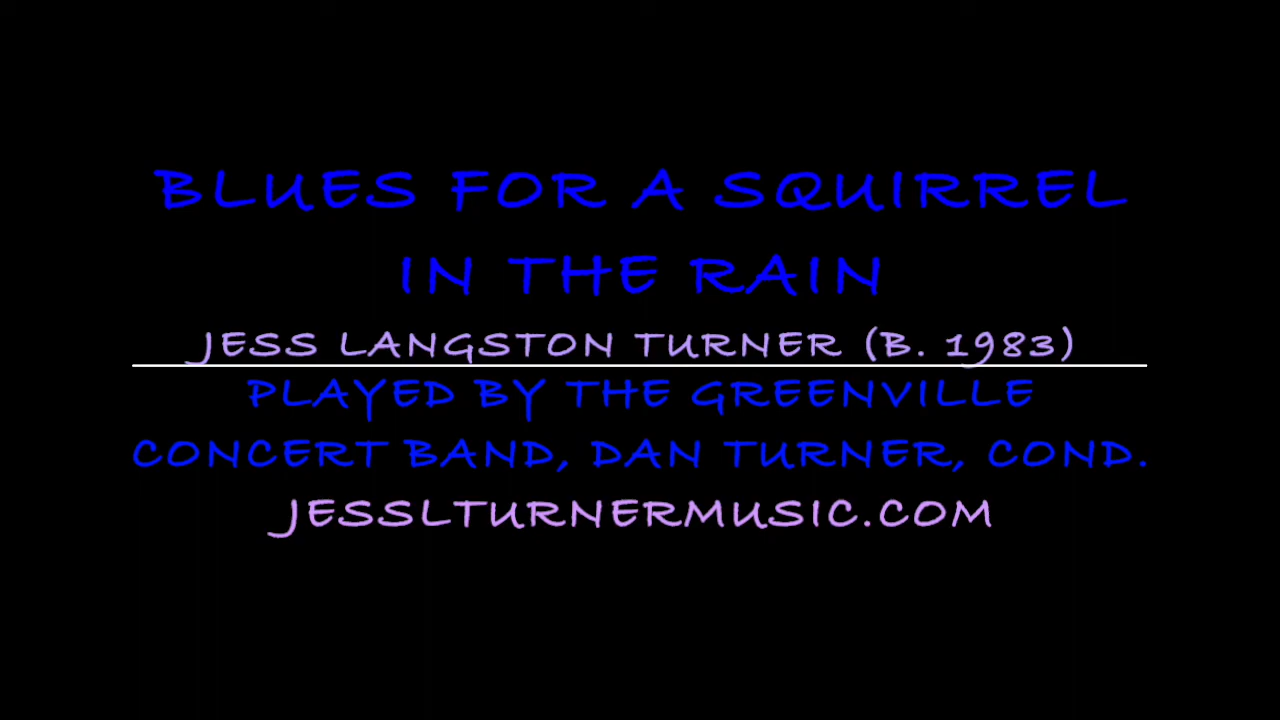 BLUES FOR A SQUIRREL
IN THE RAIN
JESS LANGSTON TURNER (B. 1983)
PLAYED BY THE GREENVILLE
CONCERT BAND, DAN TURNER, COND.
JESSLTURNERMUSIC.COM